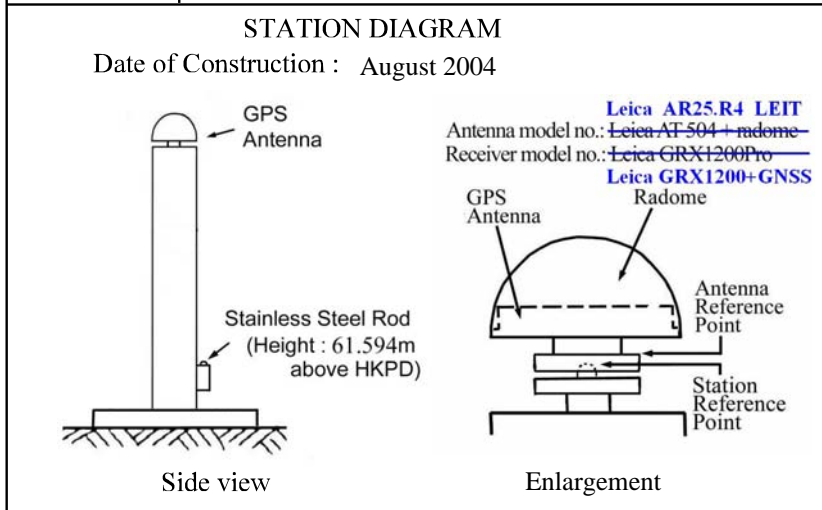 STATION DIAGRAM
Date of Construction : August 2004
GPS
Antenna
Stainless Steel Rod
(Height : 61.594m
above HKPD)
Side view
Leica AR25.R4 LEIT
Antenna model no.: Leica AT 504 + radome
Receiver model no.: Leica GRX1200Pro
Leica GRX1200+GNSS
GPS
Antenna
Radome
Antenna
Reference
Point
Station
Reference
Point
Enlargement